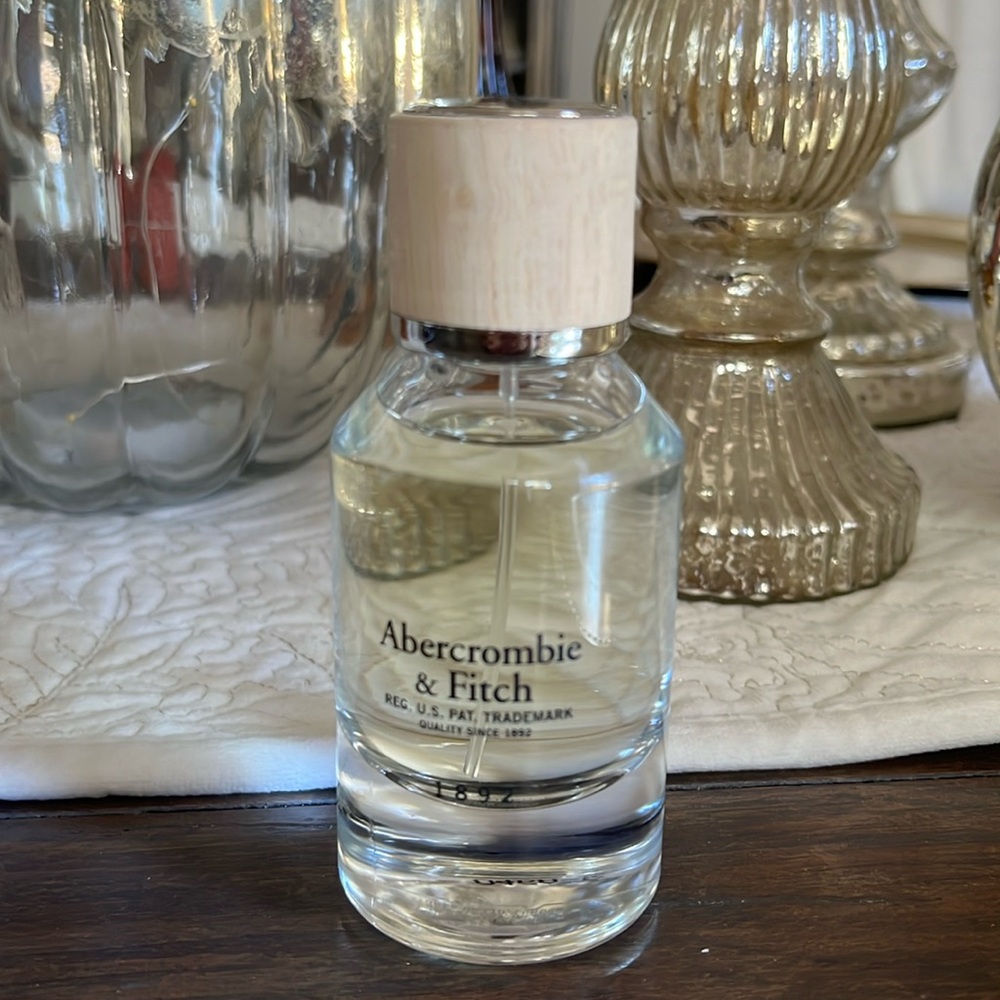 Abercrombie
& Fitch
REG. U.S. PAT. TRADEMARK
QUALITY SINCE 1892
1892